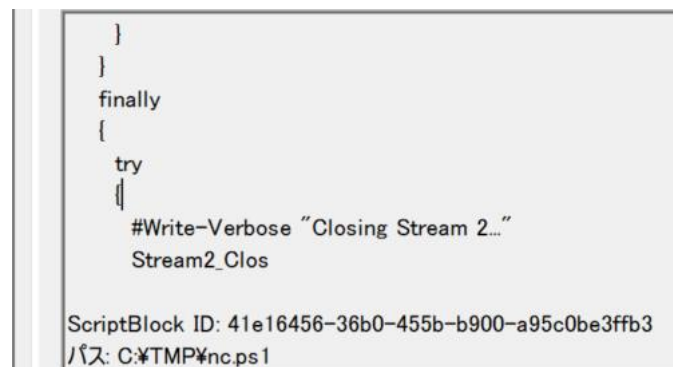 }
}
finally
{
try
{
#Write-Verbose "Closing Stream 2..."
Stream2_Clos
ScriptBlock ID: 41e16456-36b0-455b-b900-a95c0be3ffb3
パス: C:¥TMP¥nc.ps1